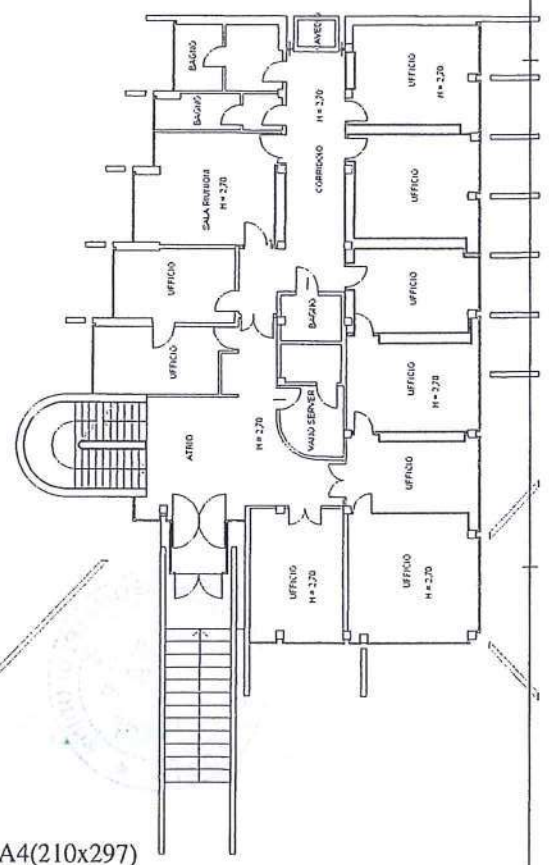 CAVEDIO
BAGNO
UFFICIO
H = 2,70
H = 2,70
BAGNO
CORRIDOIO
UFFICIO
SALA RIUNIONI
H = 2,70
UFFICIO
UFFICIO
BAGNO
UFFICIO
UFFICIO
H = 2,70
VANO SERVER
H = 2,70
ATRIO
UFFICIO
UFFICIO
H = 2,70
UFFICIO
H = 2,70
A4(210x297)